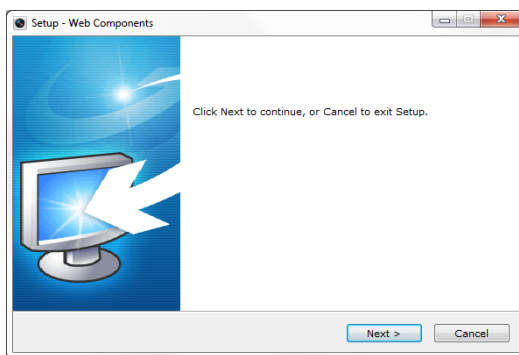 Setup - Web Components
Click Next to continue, or Cancel to exit Setup.
Next >
Cancel